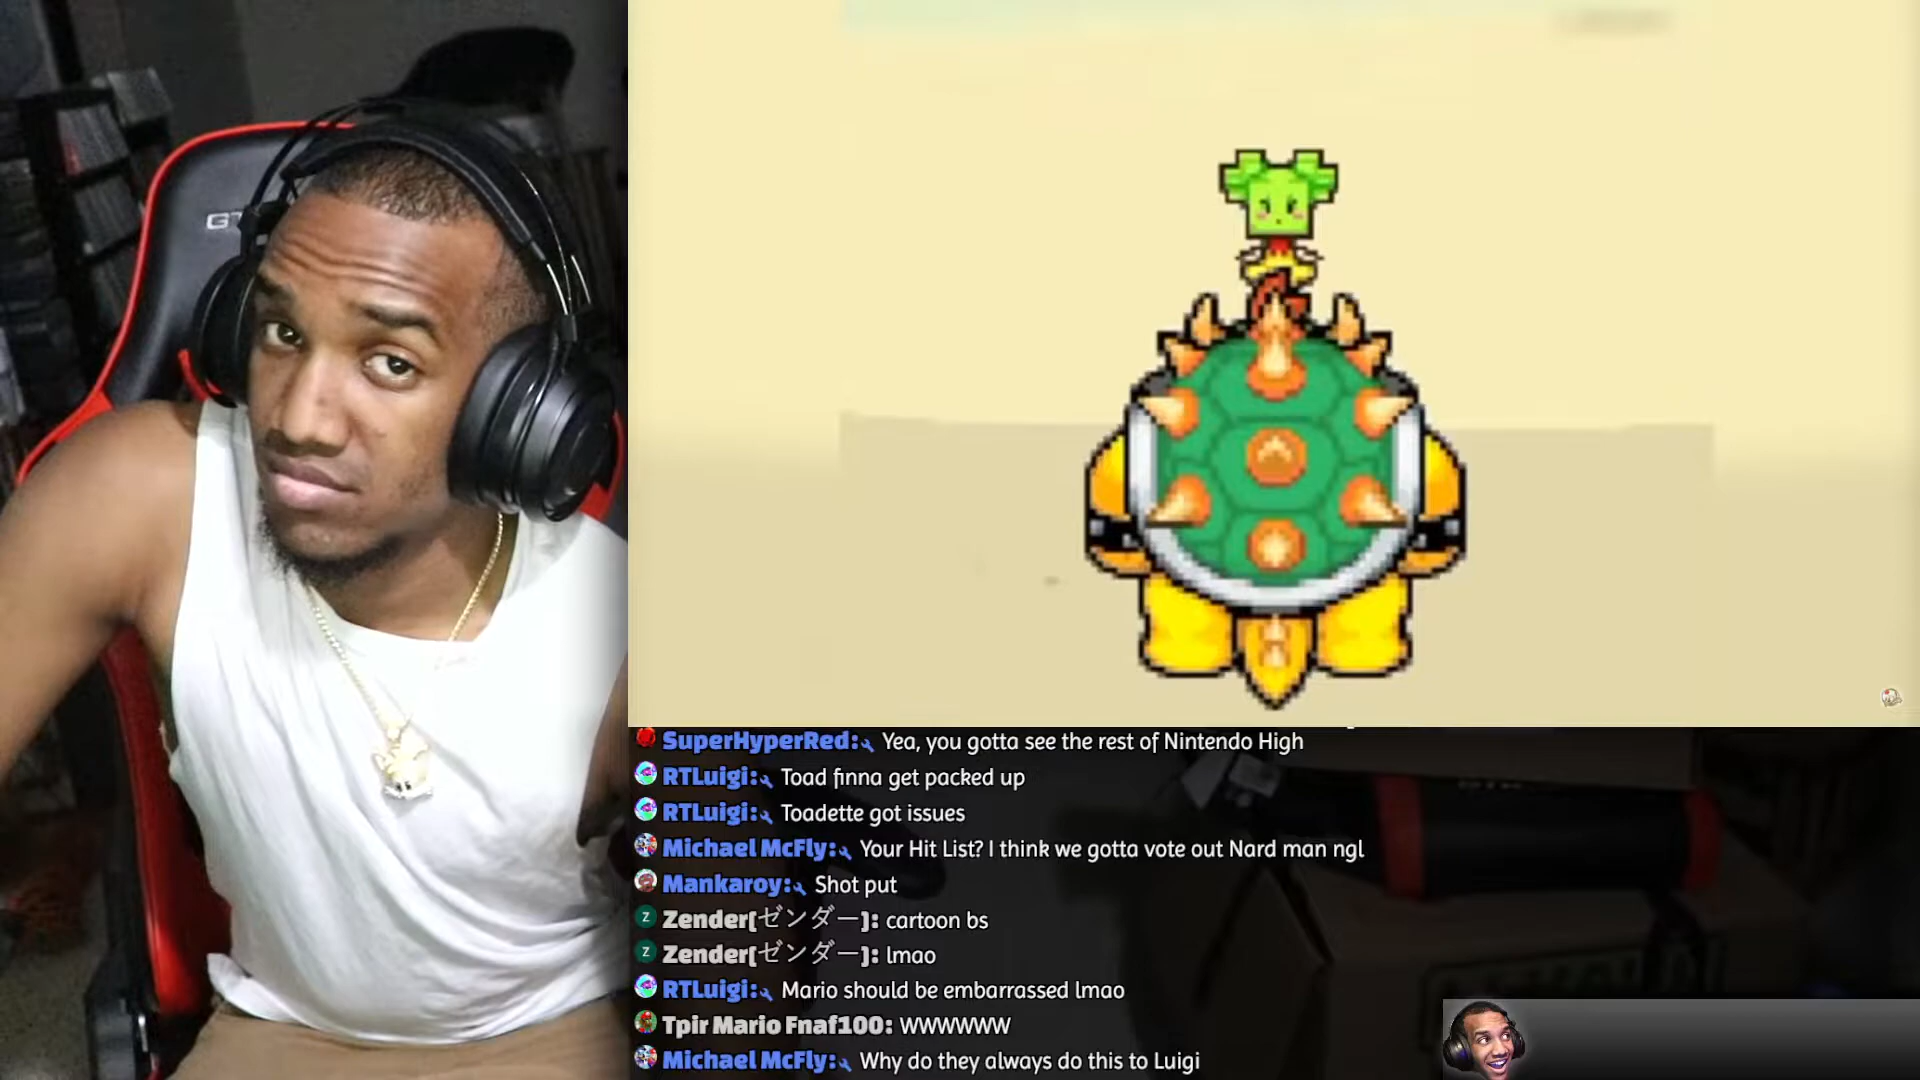 GT
SuperHyperRed: Yea, you gotta see the rest of Nintendo High
RTLuigi: Toad finna get packed up
RTLuigi: Toadette got issues
Michael McFly: Your Hit List? I think we gotta vote out Nard man ngl
Mankaroy: Shot put
Z Zender[ゼンダー]: cartoon bs
Z Zender[ゼンダー]: lmao
RTLuigi: Mario should be embarrassed lmao
Tpir Mario Fnaf100: WWWWWW
Michael McFly: Why do they always do this to Luigi